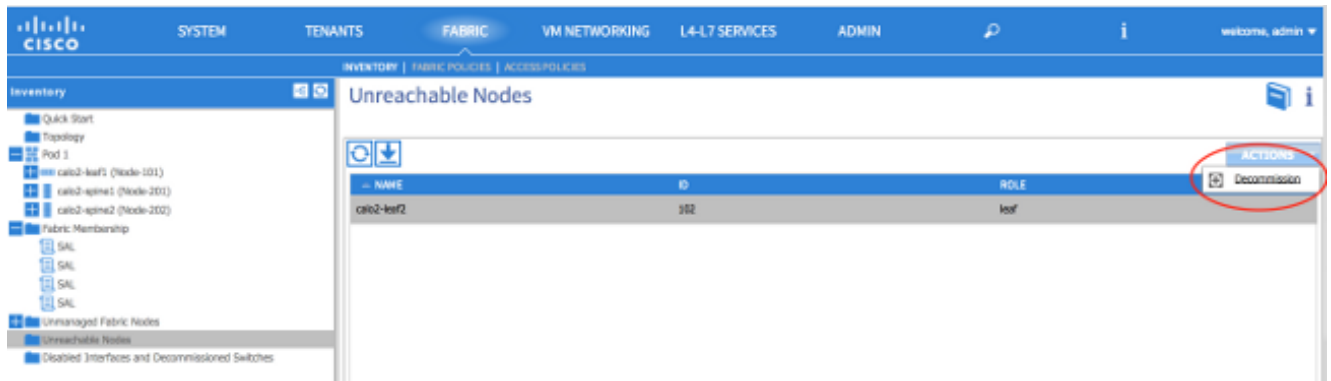 CISCO
SYSTEM
TENANTS
FABRIC
VM NETWORKING
L4-L7 SERVICES
ADMIN
i
welcome, admin
INVENTORY | FABRIC POLICIES | ACCESS POLICIES
Inventory
Quick Start
Topology
Pod 1
calo2-leaf1 (Node-101)
calo2-spine1 (Node-201)
calo2-spine2 (Node-202)
Fabric Membership
SAL
SAL
SAL
SAL
Unmanaged Fabric Nodes
Unreachable Nodes
Disabled Interfaces and Decommissioned Switches
Unreachable Nodes
i
ACTIONS
Decommission
NAME ID ROLE
calo2-leaf2 102 leaf